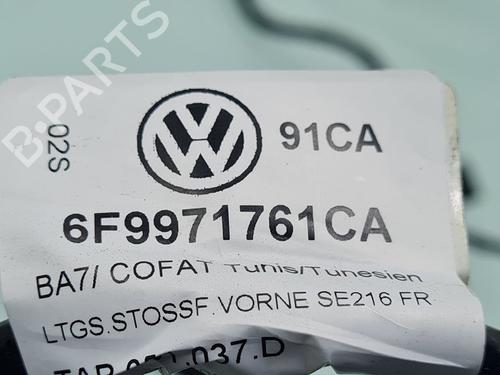 B-PARTS
02S
91CA
6F9971761CA
BA7/ COFAT Tunis/Tunesien
LTGS.STOSSF.VORNE SE216 FR